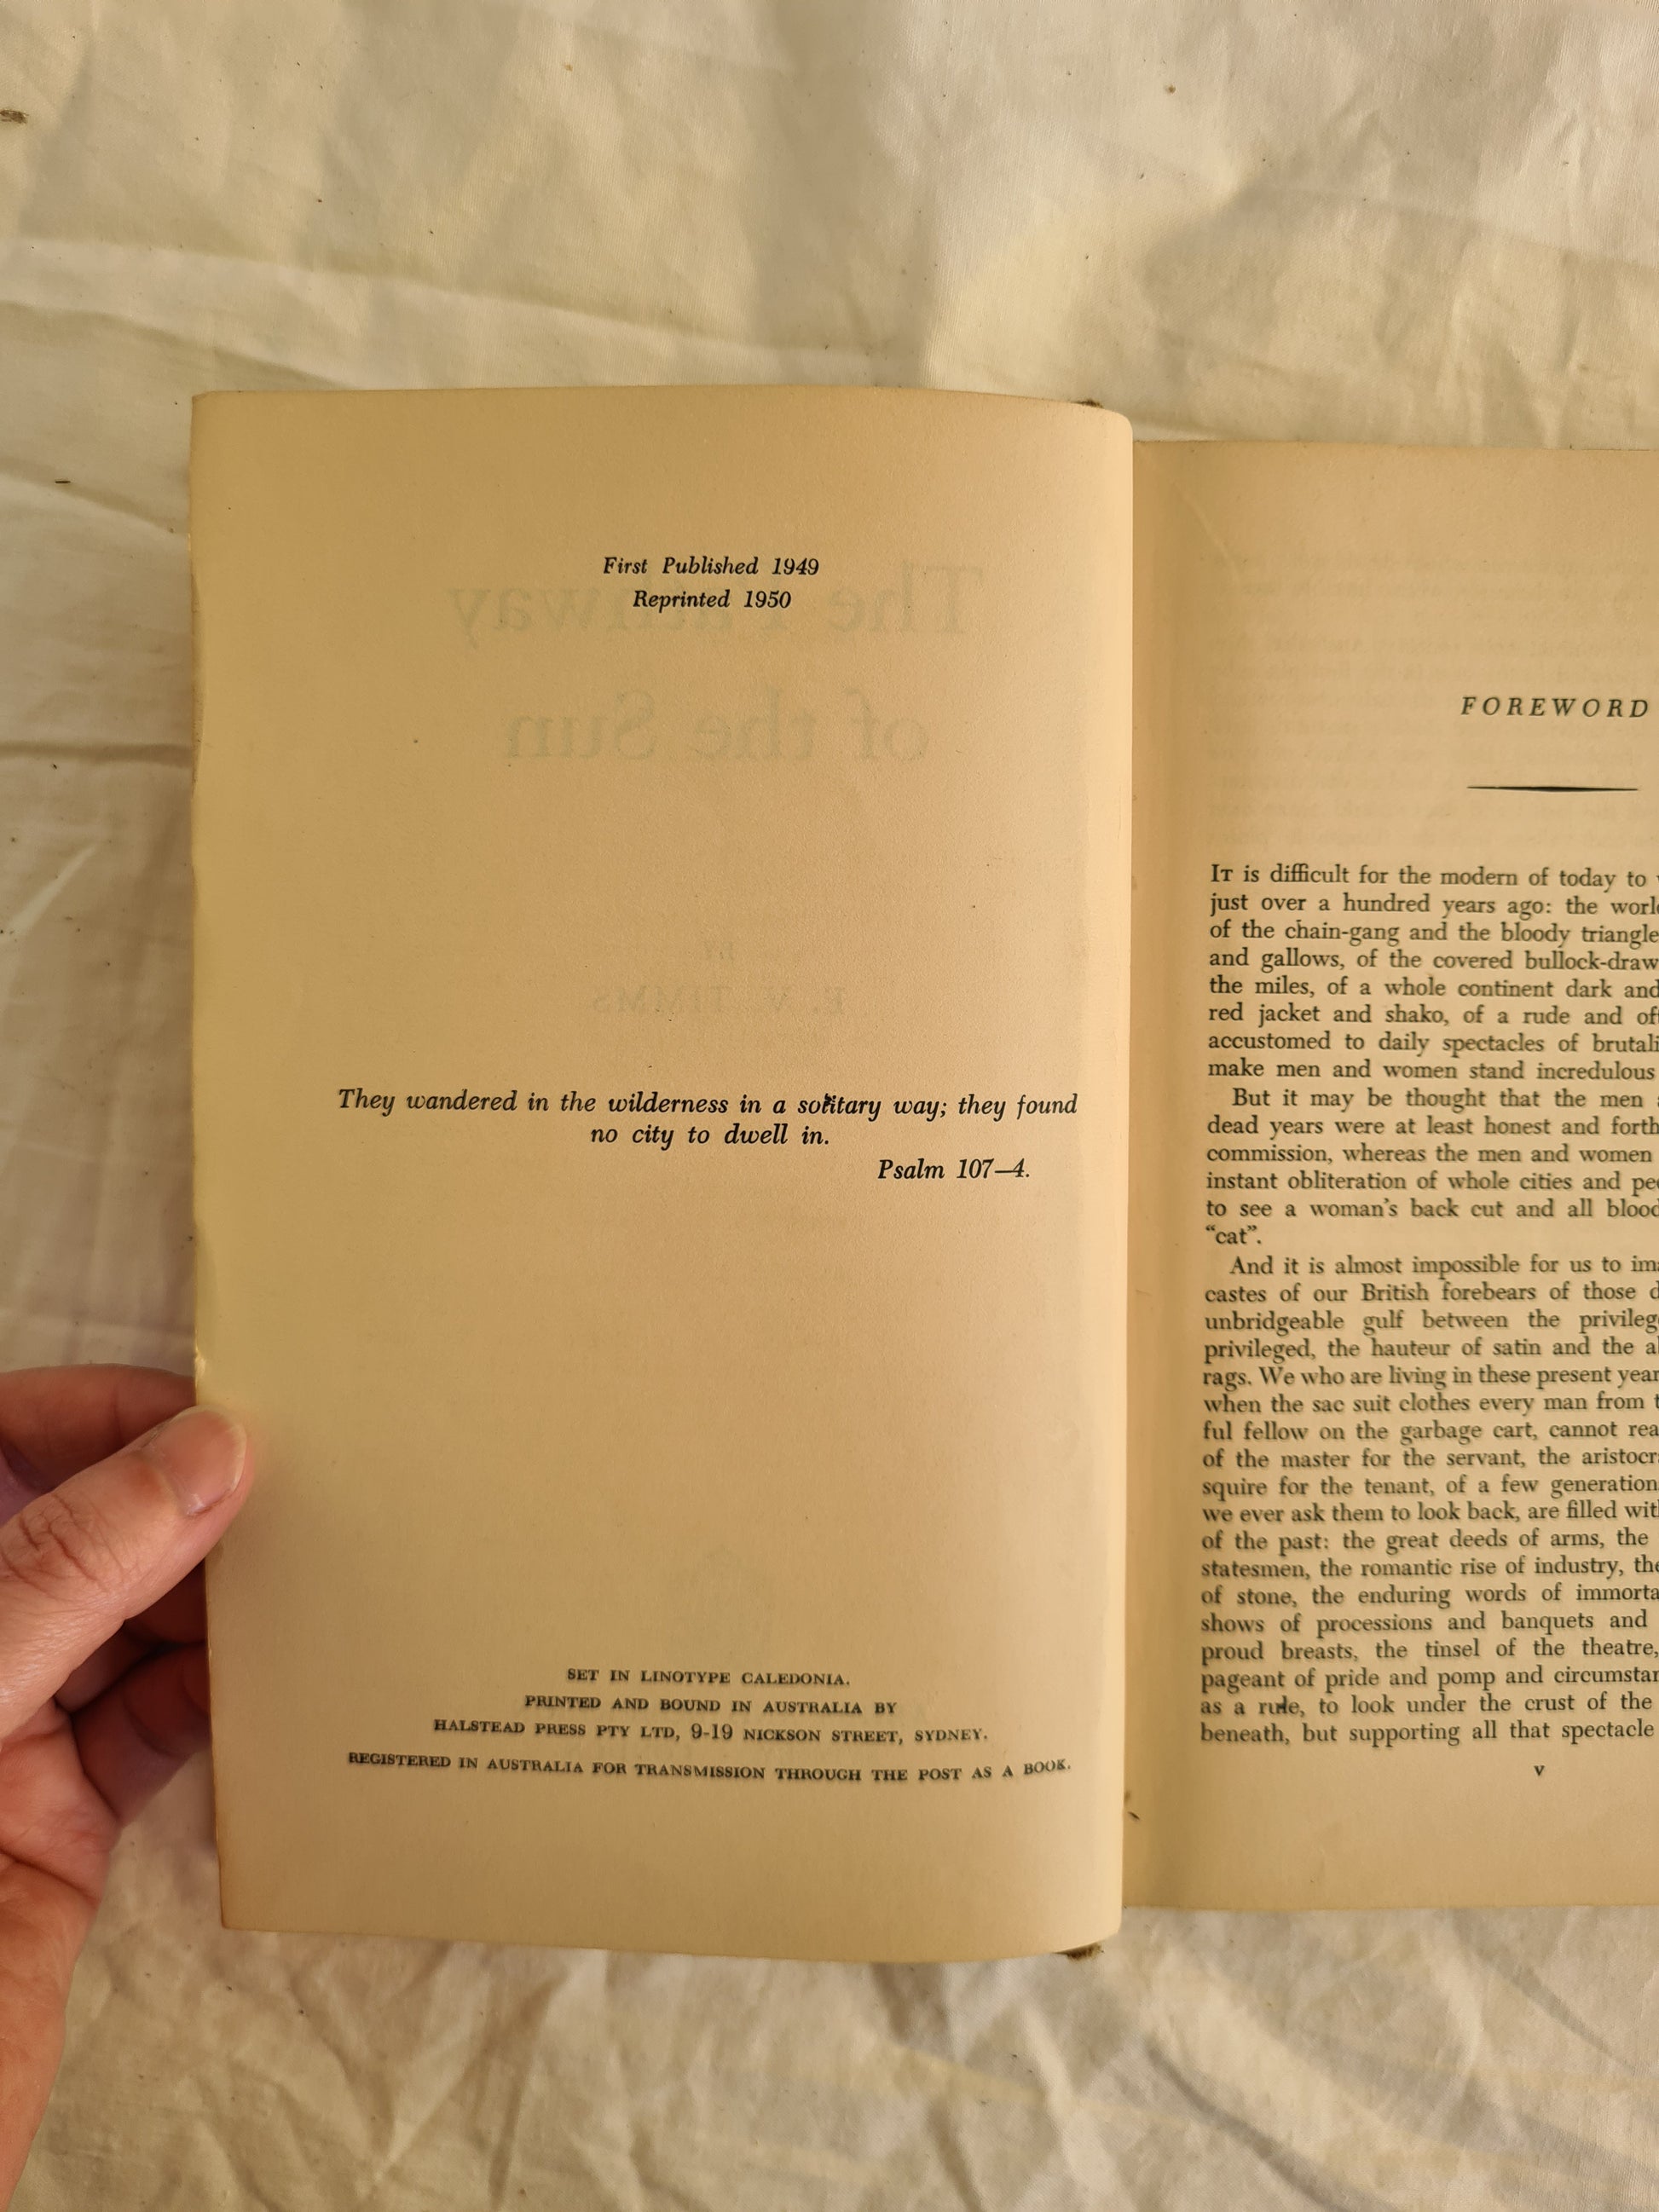 First Published 1949
Reprinted 1950
The Pathway
of the Sun
by
E. V. TIMMS
They wandered in the wilderness in a solitary way; they found
no city to dwell in.
Psalm 107—4.
SET IN LINOTYPE CALEDONIA.
PRINTED AND BOUND IN AUSTRALIA BY
HALSTEAD PRESS PTY LTD, 9-19 NICKSON STREET, SYDNEY.
REGISTERED IN AUSTRALIA FOR TRANSMISSION THROUGH THE POST AS A BOOK.
FOREWORD
IT is difficult for the modern of today to
just over a hundred years ago: the
of the chain-gang and the bloody triangle
and gallows, of the covered
the miles, of a whole continent dark and
red jacket and shako, of a rude and
accustomed to daily spectacles of
make men and women stand incredulous
But it may be thought that the men
dead years were at least honest and
commission, whereas the men and women
instant obliteration of whole cities and
to see a woman's back cut and all
“cat”.
And it is almost impossible for us to
castes of our British forebears of those
unbridgeable gulf between the
privileged, the hauteur of satin and the
rags. We who are living in these present
when the sac suit clothes every man from
ful fellow on the garbage cart, cannot
of the master for the servant, the
squire for the tenant, of a few
we ever ask them to look back, are filled
of the past: the great deeds of arms, the
statesmen, the romantic rise of industry,
of stone, the enduring words of
shows of processions and banquets and
proud breasts, the tinsel of the theatre,
pageant of pride and pomp and
as a rule, to look under the crust of the
beneath, but supporting all that spectacle
v